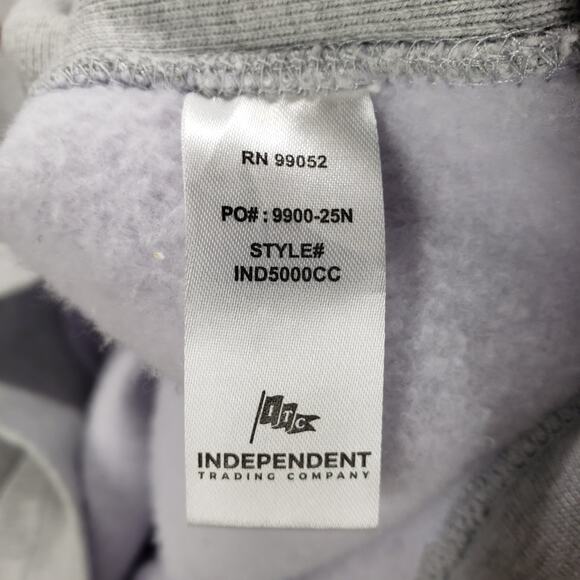 RN 99052
PO# : 9900-25N
STYLE#
IND5000CC
ITC
INDEPENDENT
TRADING COMPANY